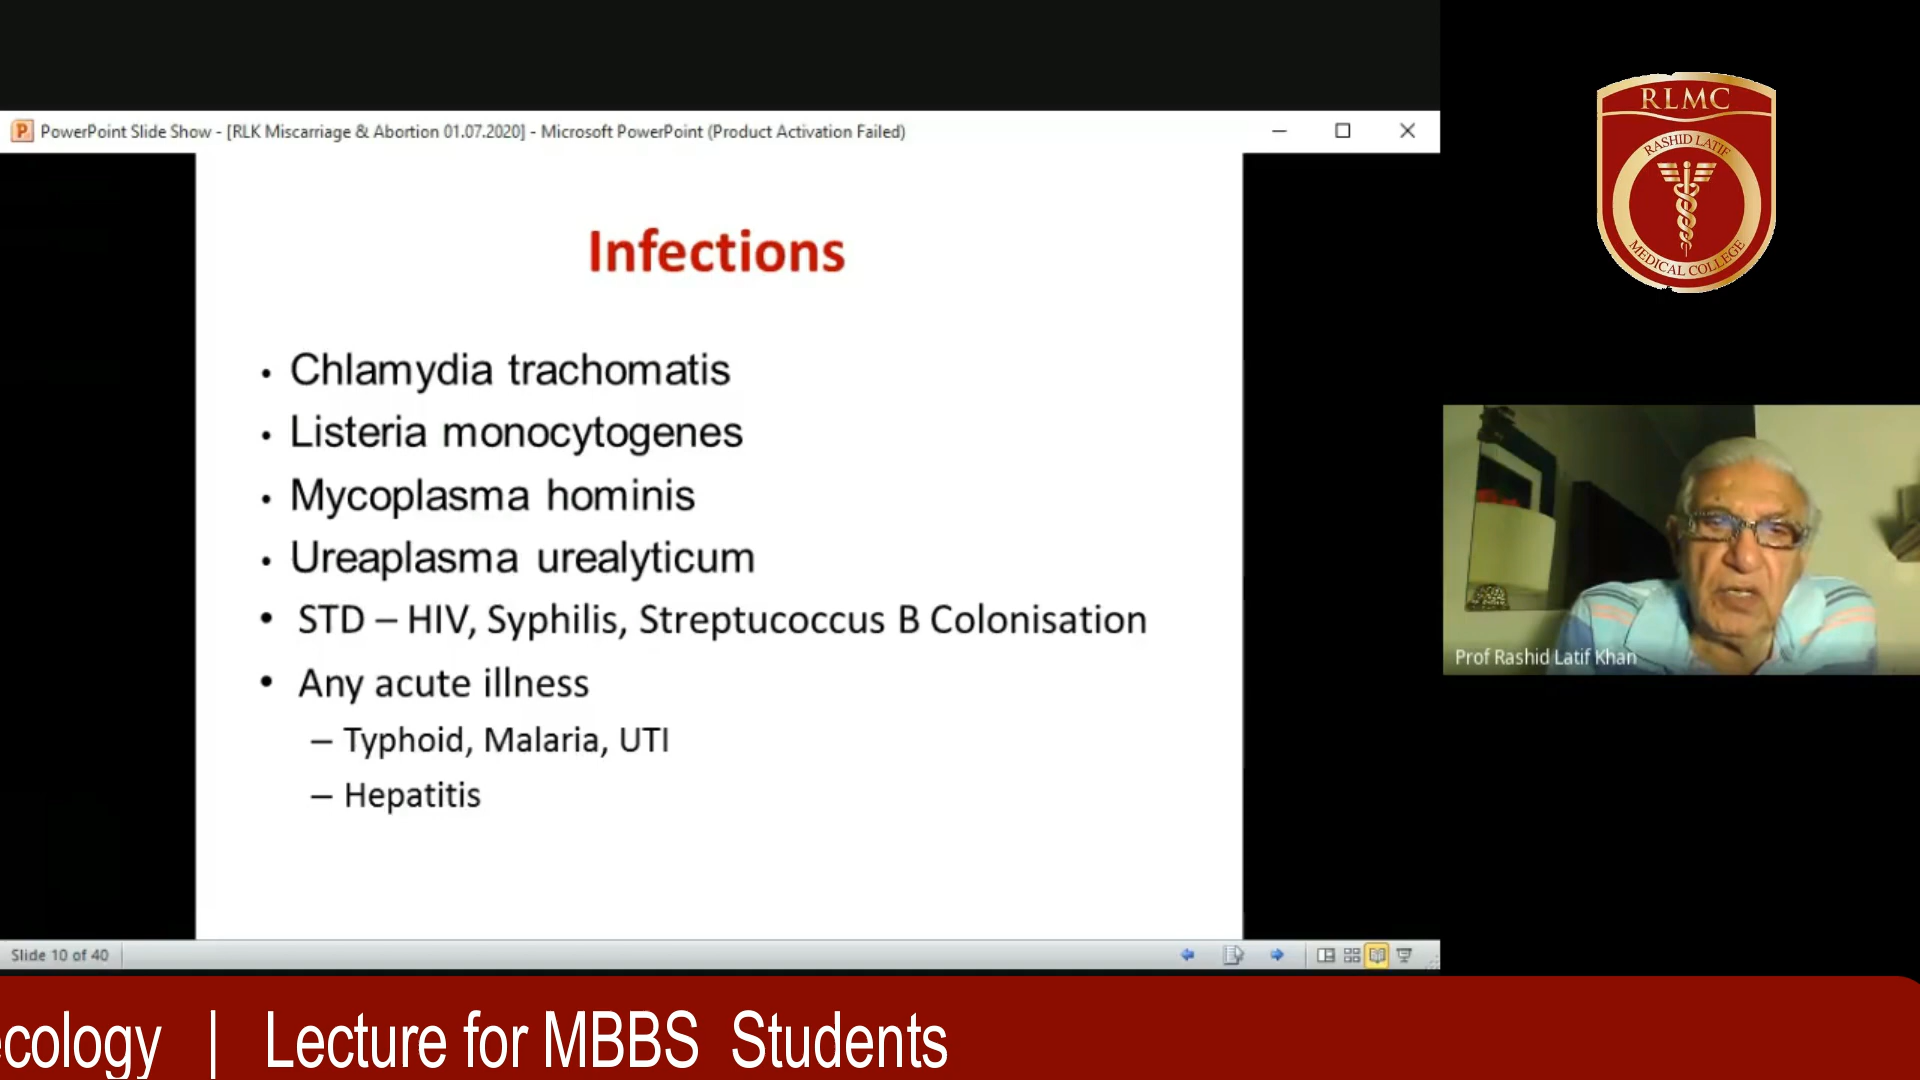 PowerPoint Slide Show - [RLK Miscarriage & Abortion 01.07.2020] - Microsoft PowerPoint (Product Activation Failed)
Infections
• Chlamydia trachomatis
• Listeria monocytogenes
• Mycoplasma hominis
• Ureaplasma urealyticum
• STD – HIV, Syphilis, Streptucoccus B Colonisation
• Any acute illness
– Typhoid, Malaria, UTI
– Hepatitis
Slide 10 of 40
RLMC
RASHID LATIF
MEDICAL COLLEGE
Prof Rashid Latif Khan
ecology | Lecture for MBBS Students